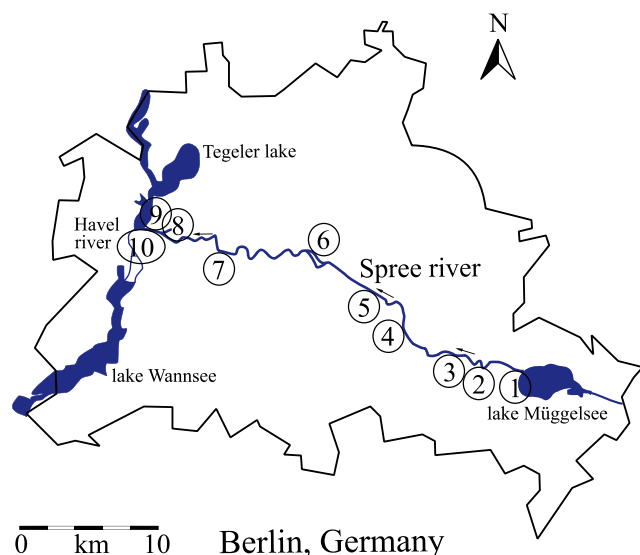 N
Tegeler lake
Havel
river
9
8
10
7
6
Spree river
5
4
3
2
1
lake Wannsee
lake Müggelsee
0 km 10
Berlin, Germany